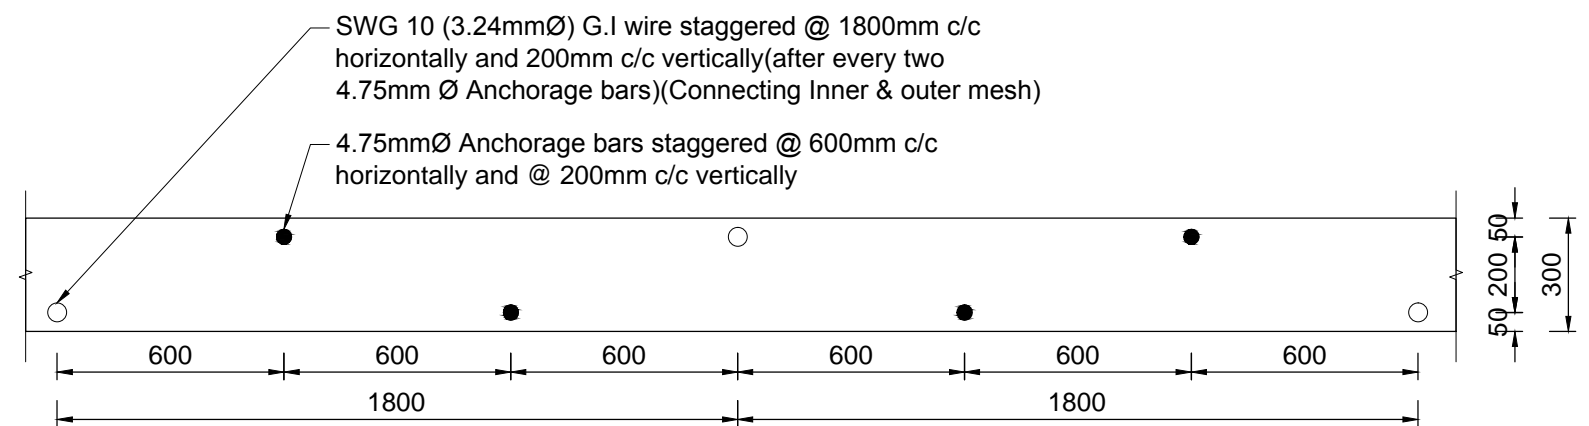 SWG 10 (3.24mmØ) G.I wire staggered @ 1800mm c/c
horizontally and 200mm c/c vertically(after every two
4.75mm Ø Anchorage bars)(Connecting Inner & outer mesh)
4.75mmØ Anchorage bars staggered @ 600mm c/c
horizontally and @ 200mm c/c vertically
50
200
50
300
600 600 600 600 600 600
1800 1800